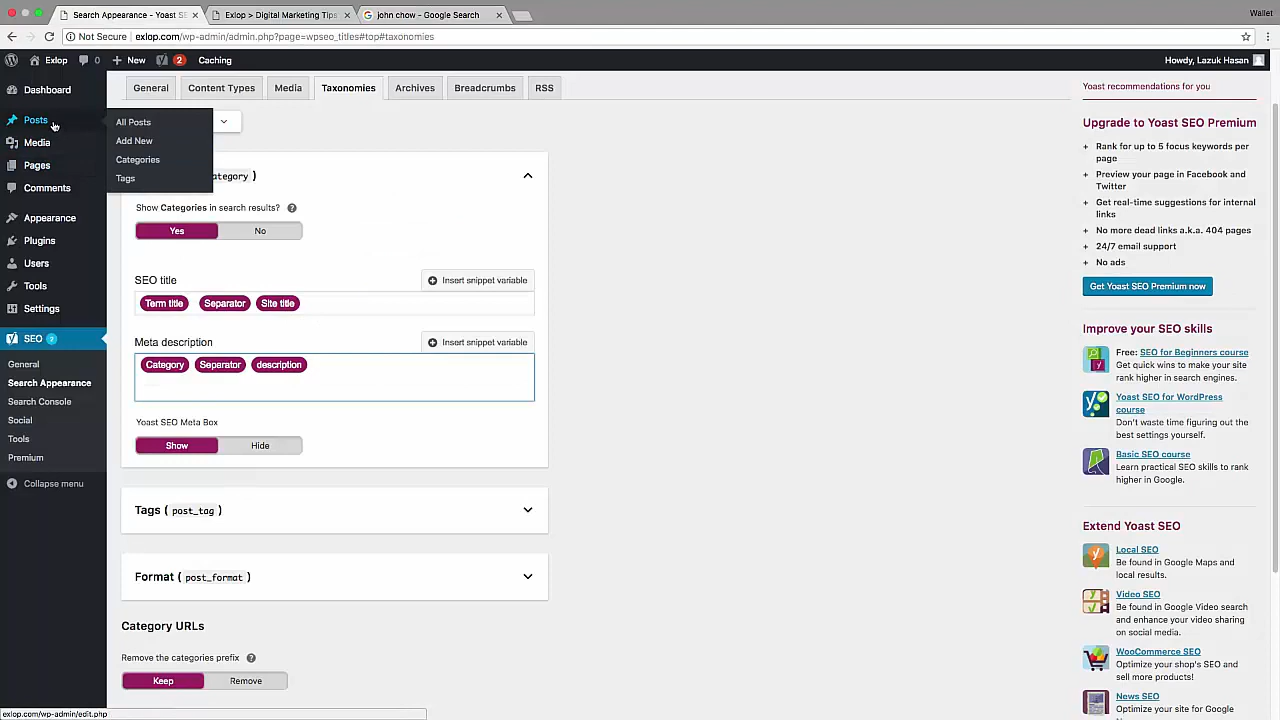 Search Appearance - Yoast SE
Exlop > Digital Marketing Tips
john chow - Google Search
Wallet
Not Secure
exlop.com/wp-admin/admin.php?page=wpseo_titles#top#taxonomies
Exlop
0
New
2
Caching
Howdy, Lazuk Hasan
Dashboard
Posts
Media
Pages
Comments
Appearance
Plugins
Users
Tools
Settings
SEO ?
General
Search Appearance
Search Console
Social
Tools
Premium
Collapse menu
All Posts
Add New
Categories
Tags
General
Content Types
Media
Taxonomies
Archives
Breadcrumbs
RSS
)
Show Categories in search results? ?
Yes
No
SEO title
Insert snippet variable
Term title
Separator
Site title
Meta description
Insert snippet variable
Category
Separator
description
Yoast SEO Meta Box
Show
Hide
Tags ( post_tag )
Format ( post_format )
Category URLs
Remove the categories prefix ?
Keep
Remove
Yoast recommendations for you
Upgrade to Yoast SEO Premium
+ Rank for up to 5 focus keywords per
page
+ Preview your page in Facebook and
Twitter
+ Get real-time suggestions for internal
links
+ No more dead links a.k.a. 404 pages
+ 24/7 email support
+ No ads
Get Yoast SEO Premium now
Improve your SEO skills
Free: SEO for Beginners course
Get quick wins to make your site
rank higher in search engines.
Yoast SEO for WordPress
course
Don't waste time figuring out the
best settings yourself.
Basic SEO course
Learn practical SEO skills to rank
higher in Google.
Extend Yoast SEO
Local SEO
Be found in Google Maps and
local results.
Video SEO
Be found in Google Video search
and enhance your video sharing
on social media.
WooCommerce SEO
Optimize your shop's SEO and
sell more products!
News SEO
Optimize your site for Google
exlop.com/wp-admin/edit.php